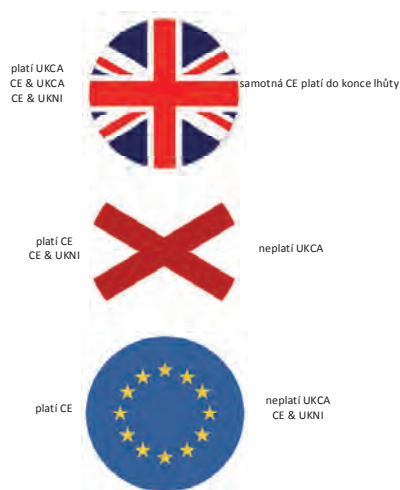 platí UKCA
CE & UKCA
CE & UKNI
samotná CE platí do konce lhůty
platí CE
CE & UKNI
neplatí UKCA
platí CE
neplatí UKCA
CE & UKNI